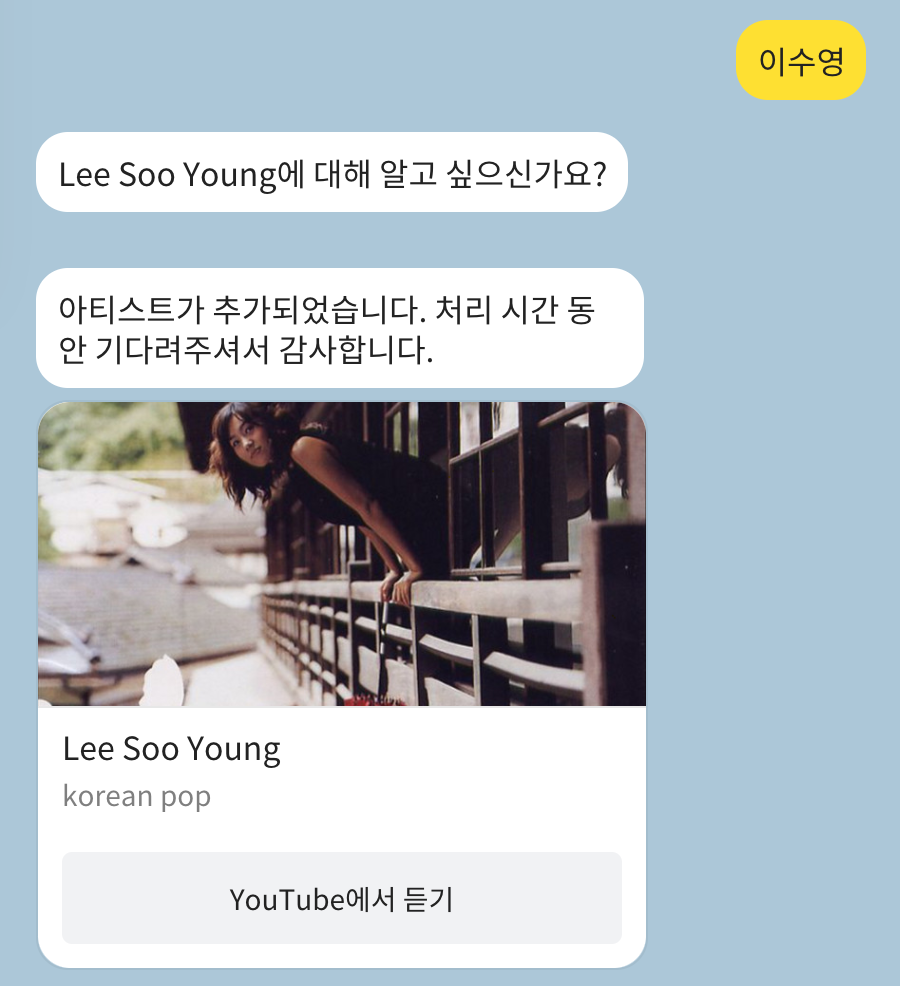 이수영
Lee Soo Young에 대해 알고 싶으신가요?
아티스트가 추가되었습니다. 처리 시간 동
안 기다려주셔서 감사합니다.
Lee Soo Young
korean pop
YouTube에서 듣기